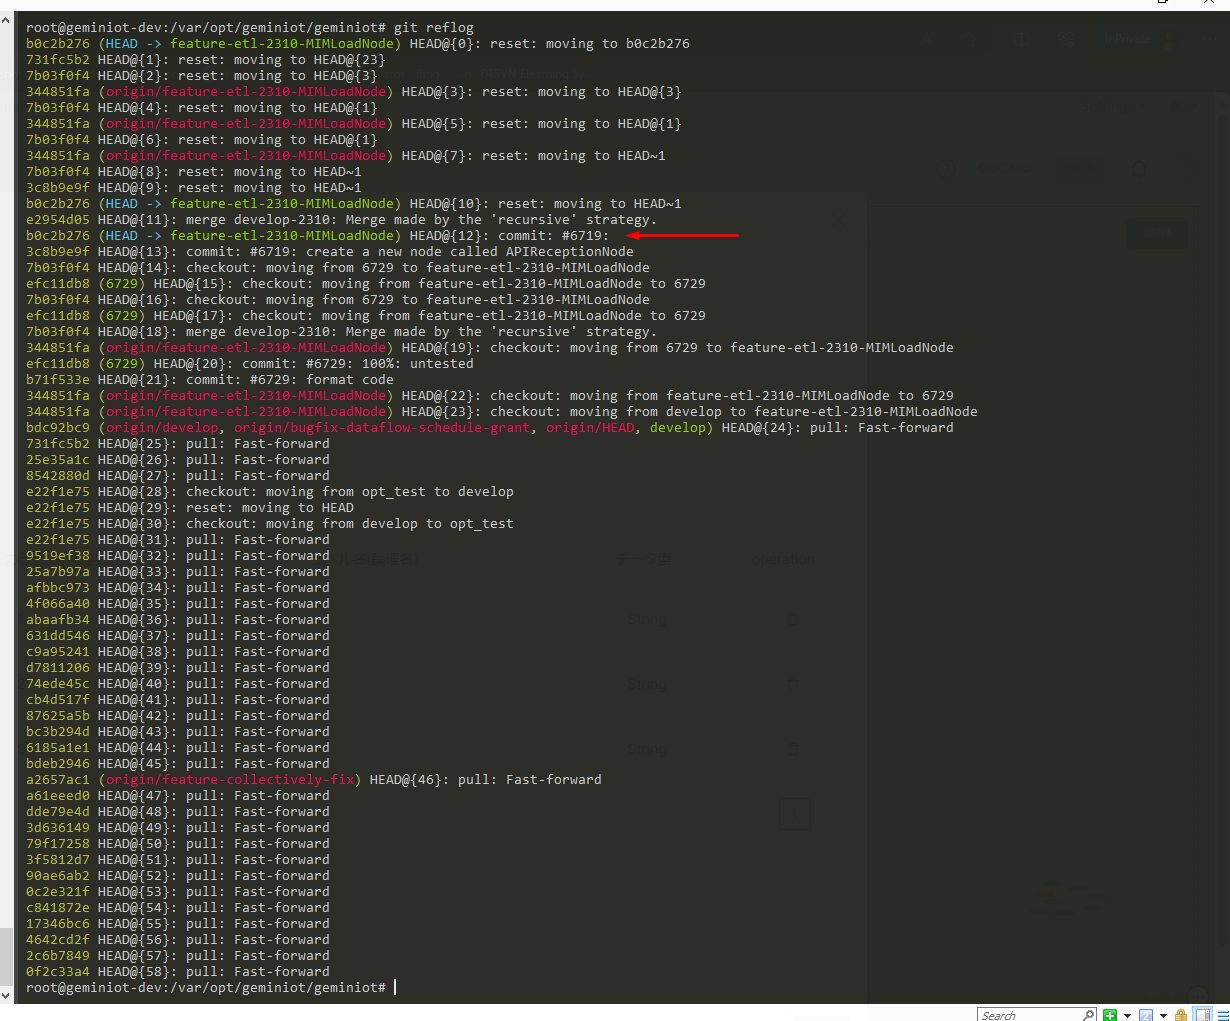 root@geminiot-dev:/var/opt/geminiot/geminiot# git reflog
b0c2b276 (HEAD -> feature-etl-2310-MIMLoadNode) HEAD@{0}: reset: moving to b0c2b276
731fc5b2 HEAD@{1}: reset: moving to HEAD@{23}
7b03f0f4 HEAD@{2}: reset: moving to HEAD@{3}
344851fa (origin/feature-etl-2310-MIMLoadNode) HEAD@{3}: reset: moving to HEAD@{3}
7b03f0f4 HEAD@{4}: reset: moving to HEAD@{1}
344851fa (origin/feature-etl-2310-MIMLoadNode) HEAD@{5}: reset: moving to HEAD@{1}
7b03f0f4 HEAD@{6}: reset: moving to HEAD@{1}
344851fa (origin/feature-etl-2310-MIMLoadNode) HEAD@{7}: reset: moving to HEAD~1
7b03f0f4 HEAD@{8}: reset: moving to HEAD~1
3c8b9e9f HEAD@{9}: reset: moving to HEAD~1
b0c2b276 (HEAD -> feature-etl-2310-MIMLoadNode) HEAD@{10}: reset: moving to HEAD~1
e2954d05 HEAD@{11}: merge develop-2310: Merge made by the 'recursive' strategy.
b0c2b276 (HEAD -> feature-etl-2310-MIMLoadNode) HEAD@{12}: commit: #6719:
3c8b9e9f HEAD@{13}: commit: #6719: create a new node called APIReceptionNode
7b03f0f4 HEAD@{14}: checkout: moving from 6729 to feature-etl-2310-MIMLoadNode
efc11db8 (6729) HEAD@{15}: checkout: moving from feature-etl-2310-MIMLoadNode to 6729
7b03f0f4 HEAD@{16}: checkout: moving from 6729 to feature-etl-2310-MIMLoadNode
efc11db8 (6729) HEAD@{17}: checkout: moving from feature-etl-2310-MIMLoadNode to 6729
7b03f0f4 HEAD@{18}: merge develop-2310: Merge made by the 'recursive' strategy.
344851fa (origin/feature-etl-2310-MIMLoadNode) HEAD@{19}: checkout: moving from 6729 to feature-etl-2310-MIMLoadNode
efc11db8 (6729) HEAD@{20}: commit: #6729: 100%: untested
b71f533e HEAD@{21}: commit: #6729: format code
344851fa (origin/feature-etl-2310-MIMLoadNode) HEAD@{22}: checkout: moving from feature-etl-2310-MIMLoadNode to 6729
344851fa (origin/feature-etl-2310-MIMLoadNode) HEAD@{23}: checkout: moving from develop to feature-etl-2310-MIMLoadNode
bdc92bc9 (origin/develop, origin/bugfix-dataflow-schedule-grant, origin/HEAD, develop) HEAD@{24}: pull: Fast-forward
731fc5b2 HEAD@{25}: pull: Fast-forward
25e35a1c HEAD@{26}: pull: Fast-forward
8542880d HEAD@{27}: pull: Fast-forward
e22f1e75 HEAD@{28}: checkout: moving from opt_test to develop
e22f1e75 HEAD@{29}: reset: moving to HEAD
e22f1e75 HEAD@{30}: checkout: moving from develop to opt_test
e22f1e75 HEAD@{31}: pull: Fast-forward
9519ef38 HEAD@{32}: pull: Fast-forward
25a7b97a HEAD@{33}: pull: Fast-forward
afbbc973 HEAD@{34}: pull: Fast-forward
4f066a40 HEAD@{35}: pull: Fast-forward
abaafb34 HEAD@{36}: pull: Fast-forward
631dd546 HEAD@{37}: pull: Fast-forward
c9a95241 HEAD@{38}: pull: Fast-forward
d7811206 HEAD@{39}: pull: Fast-forward
74ede45c HEAD@{40}: pull: Fast-forward
cb4d517f HEAD@{41}: pull: Fast-forward
87625a5b HEAD@{42}: pull: Fast-forward
bc3b294d HEAD@{43}: pull: Fast-forward
6185a1e1 HEAD@{44}: pull: Fast-forward
bdeb2946 HEAD@{45}: pull: Fast-forward
a2657ac1 (origin/feature-collectively-fix) HEAD@{46}: pull: Fast-forward
a61eeed0 HEAD@{47}: pull: Fast-forward
dde79e4d HEAD@{48}: pull: Fast-forward
3d636149 HEAD@{49}: pull: Fast-forward
79f17258 HEAD@{50}: pull: Fast-forward
3f5812d7 HEAD@{51}: pull: Fast-forward
90ae6ab2 HEAD@{52}: pull: Fast-forward
0c2e321f HEAD@{53}: pull: Fast-forward
c841872e HEAD@{54}: pull: Fast-forward
17346bc6 HEAD@{55}: pull: Fast-forward
4642cd2f HEAD@{56}: pull: Fast-forward
2c6b7849 HEAD@{57}: pull: Fast-forward
0f2c33a4 HEAD@{58}: pull: Fast-forward
root@geminiot-dev:/var/opt/geminiot/geminiot#
Search